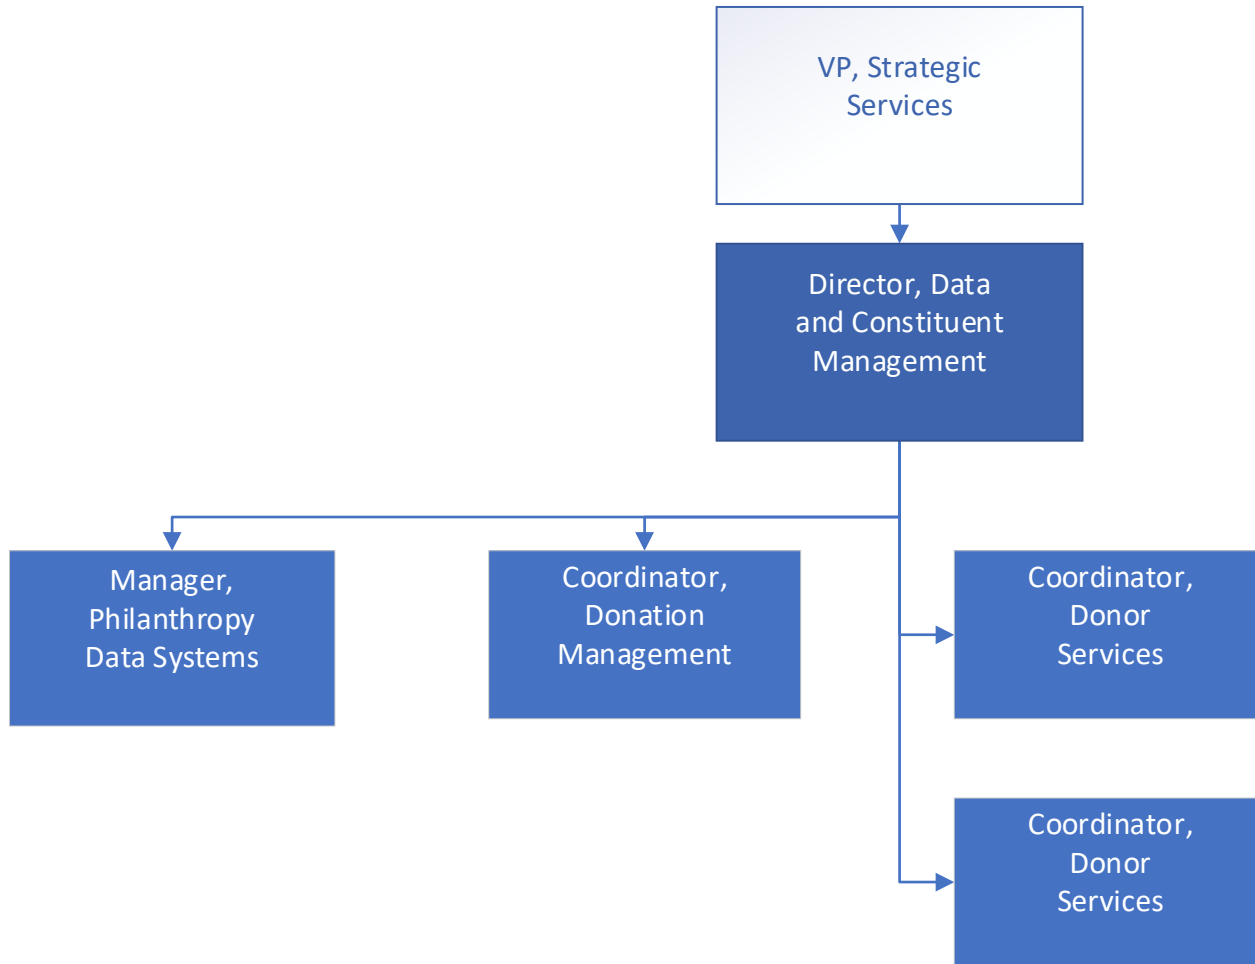 VP, Strategic
Services
Director, Data
and Constituent
Management
Manager,
Philanthropy
Data Systems
Coordinator,
Donation
Management
Coordinator,
Donor
Services
Coordinator,
Donor
Services